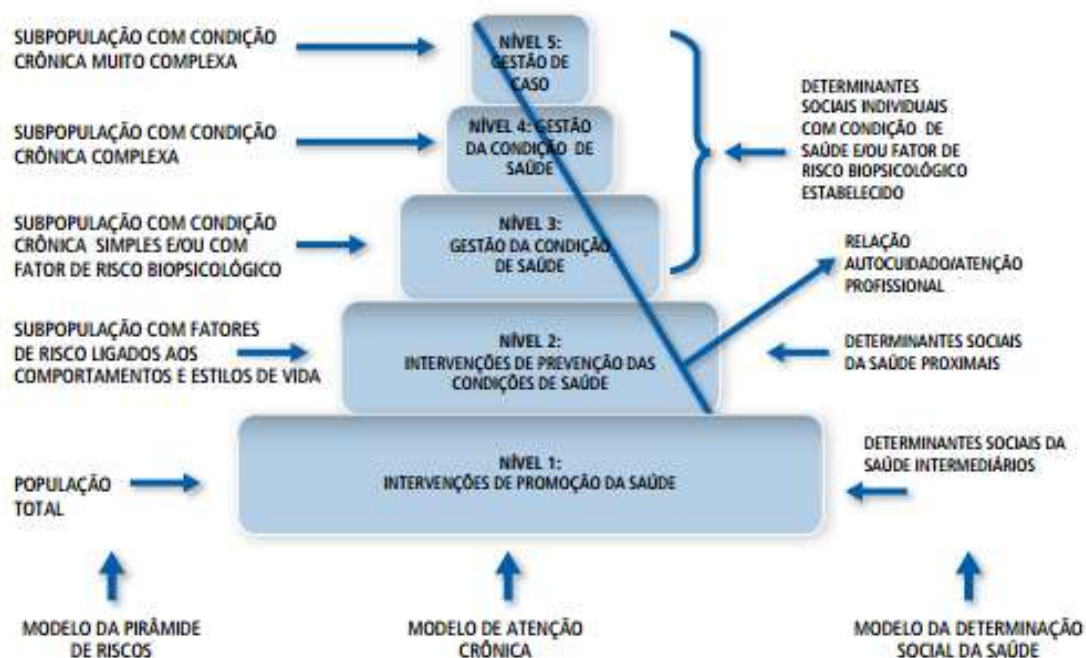 SUBPOPULAÇÃO COM CONDIÇÃO
CRÔNICA MUITO COMPLEXA
SUBPOPULAÇÃO COM CONDIÇÃO
CRÔNICA COMPLEXA
SUBPOPULAÇÃO COM CONDIÇÃO
CRÔNICA SIMPLES E/OU COM
FATOR DE RISCO BIOPSICOLÓGICO
SUBPOPULAÇÃO COM FATORES
DE RISCO LIGADOS AOS
COMPORTAMENTOS E ESTILOS DE VIDA
POPULAÇÃO
TOTAL
MODELO DA PIRÂMIDE
DE RISCOS
NÍVEL 5:
GESTÃO DE
CASO
NÍVEL 4: GESTÃO
DA CONDIÇÃO DE
SAÚDE
NÍVEL 3:
GESTÃO DA CONDIÇÃO
DE SAÚDE
NÍVEL 2:
INTERVENÇÕES DE PREVENÇÃO DAS
CONDIÇÕES DE SAÚDE
NÍVEL 1:
INTERVENÇÕES DE PROMOÇÃO DA SAÚDE
MODELO DE ATENÇÃO
CRÔNICA
DETERMINANTES
SOCIAIS INDIVIDUAIS
COM CONDIÇÃO DE
SAÚDE E/OU FATOR DE
RISCO BIOPSICOLÓGICO
ESTABELECIDO
RELAÇÃO
AUTOCUIDADO/ATENÇÃO
PROFISSIONAL
DETERMINANTES SOCIAIS
DA SAÚDE PROXIMAIS
DETERMINANTES SOCIAIS DA
SAÚDE INTERMEDIÁRIOS
MODELO DA DETERMINAÇÃO
SOCIAL DA SAÚDE